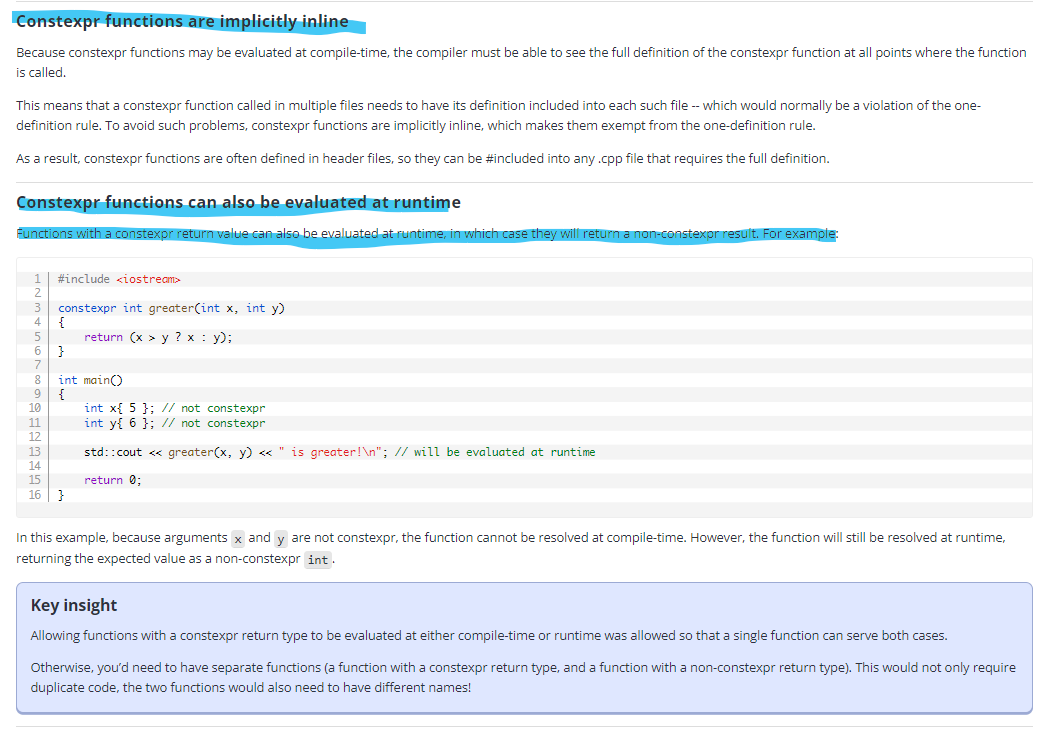 Constexpr functions are implicitly inline
Because constexpr functions may be evaluated at compile-time, the compiler must be able to see the full definition of the constexpr function at all points where the function
is called.
This means that a constexpr function called in multiple files needs to have its definition included into each such file -- which would normally be a violation of the one-
definition rule. To avoid such problems, constexpr functions are implicitly inline, which makes them exempt from the one-definition rule.
As a result, constexpr functions are often defined in header files, so they can be #included into any .cpp file that requires the full definition.
Constexpr functions can also be evaluated at runtime
Functions with a constexpr return value can also be evaluated at runtime, in which case they will return a non-constexpr result. For example:
1 #include <iostream>
2
3 constexpr int greater(int x, int y)
4 {
5     return (x > y ? x : y);
6 }
7
8 int main()
9 {
10     int x{ 5 }; // not constexpr
11     int y{ 6 }; // not constexpr
12
13     std::cout << greater(x, y) << " is greater!\n"; // will be evaluated at runtime
14
15     return 0;
16 }
In this example, because arguments x and y are not constexpr, the function cannot be resolved at compile-time. However, the function will still be resolved at runtime,
returning the expected value as a non-constexpr int.
Key insight
Allowing functions with a constexpr return type to be evaluated at either compile-time or runtime was allowed so that a single function can serve both cases.
Otherwise, you'd need to have separate functions (a function with a constexpr return type, and a function with a non-constexpr return type). This would not only require
duplicate code, the two functions would also need to have different names!